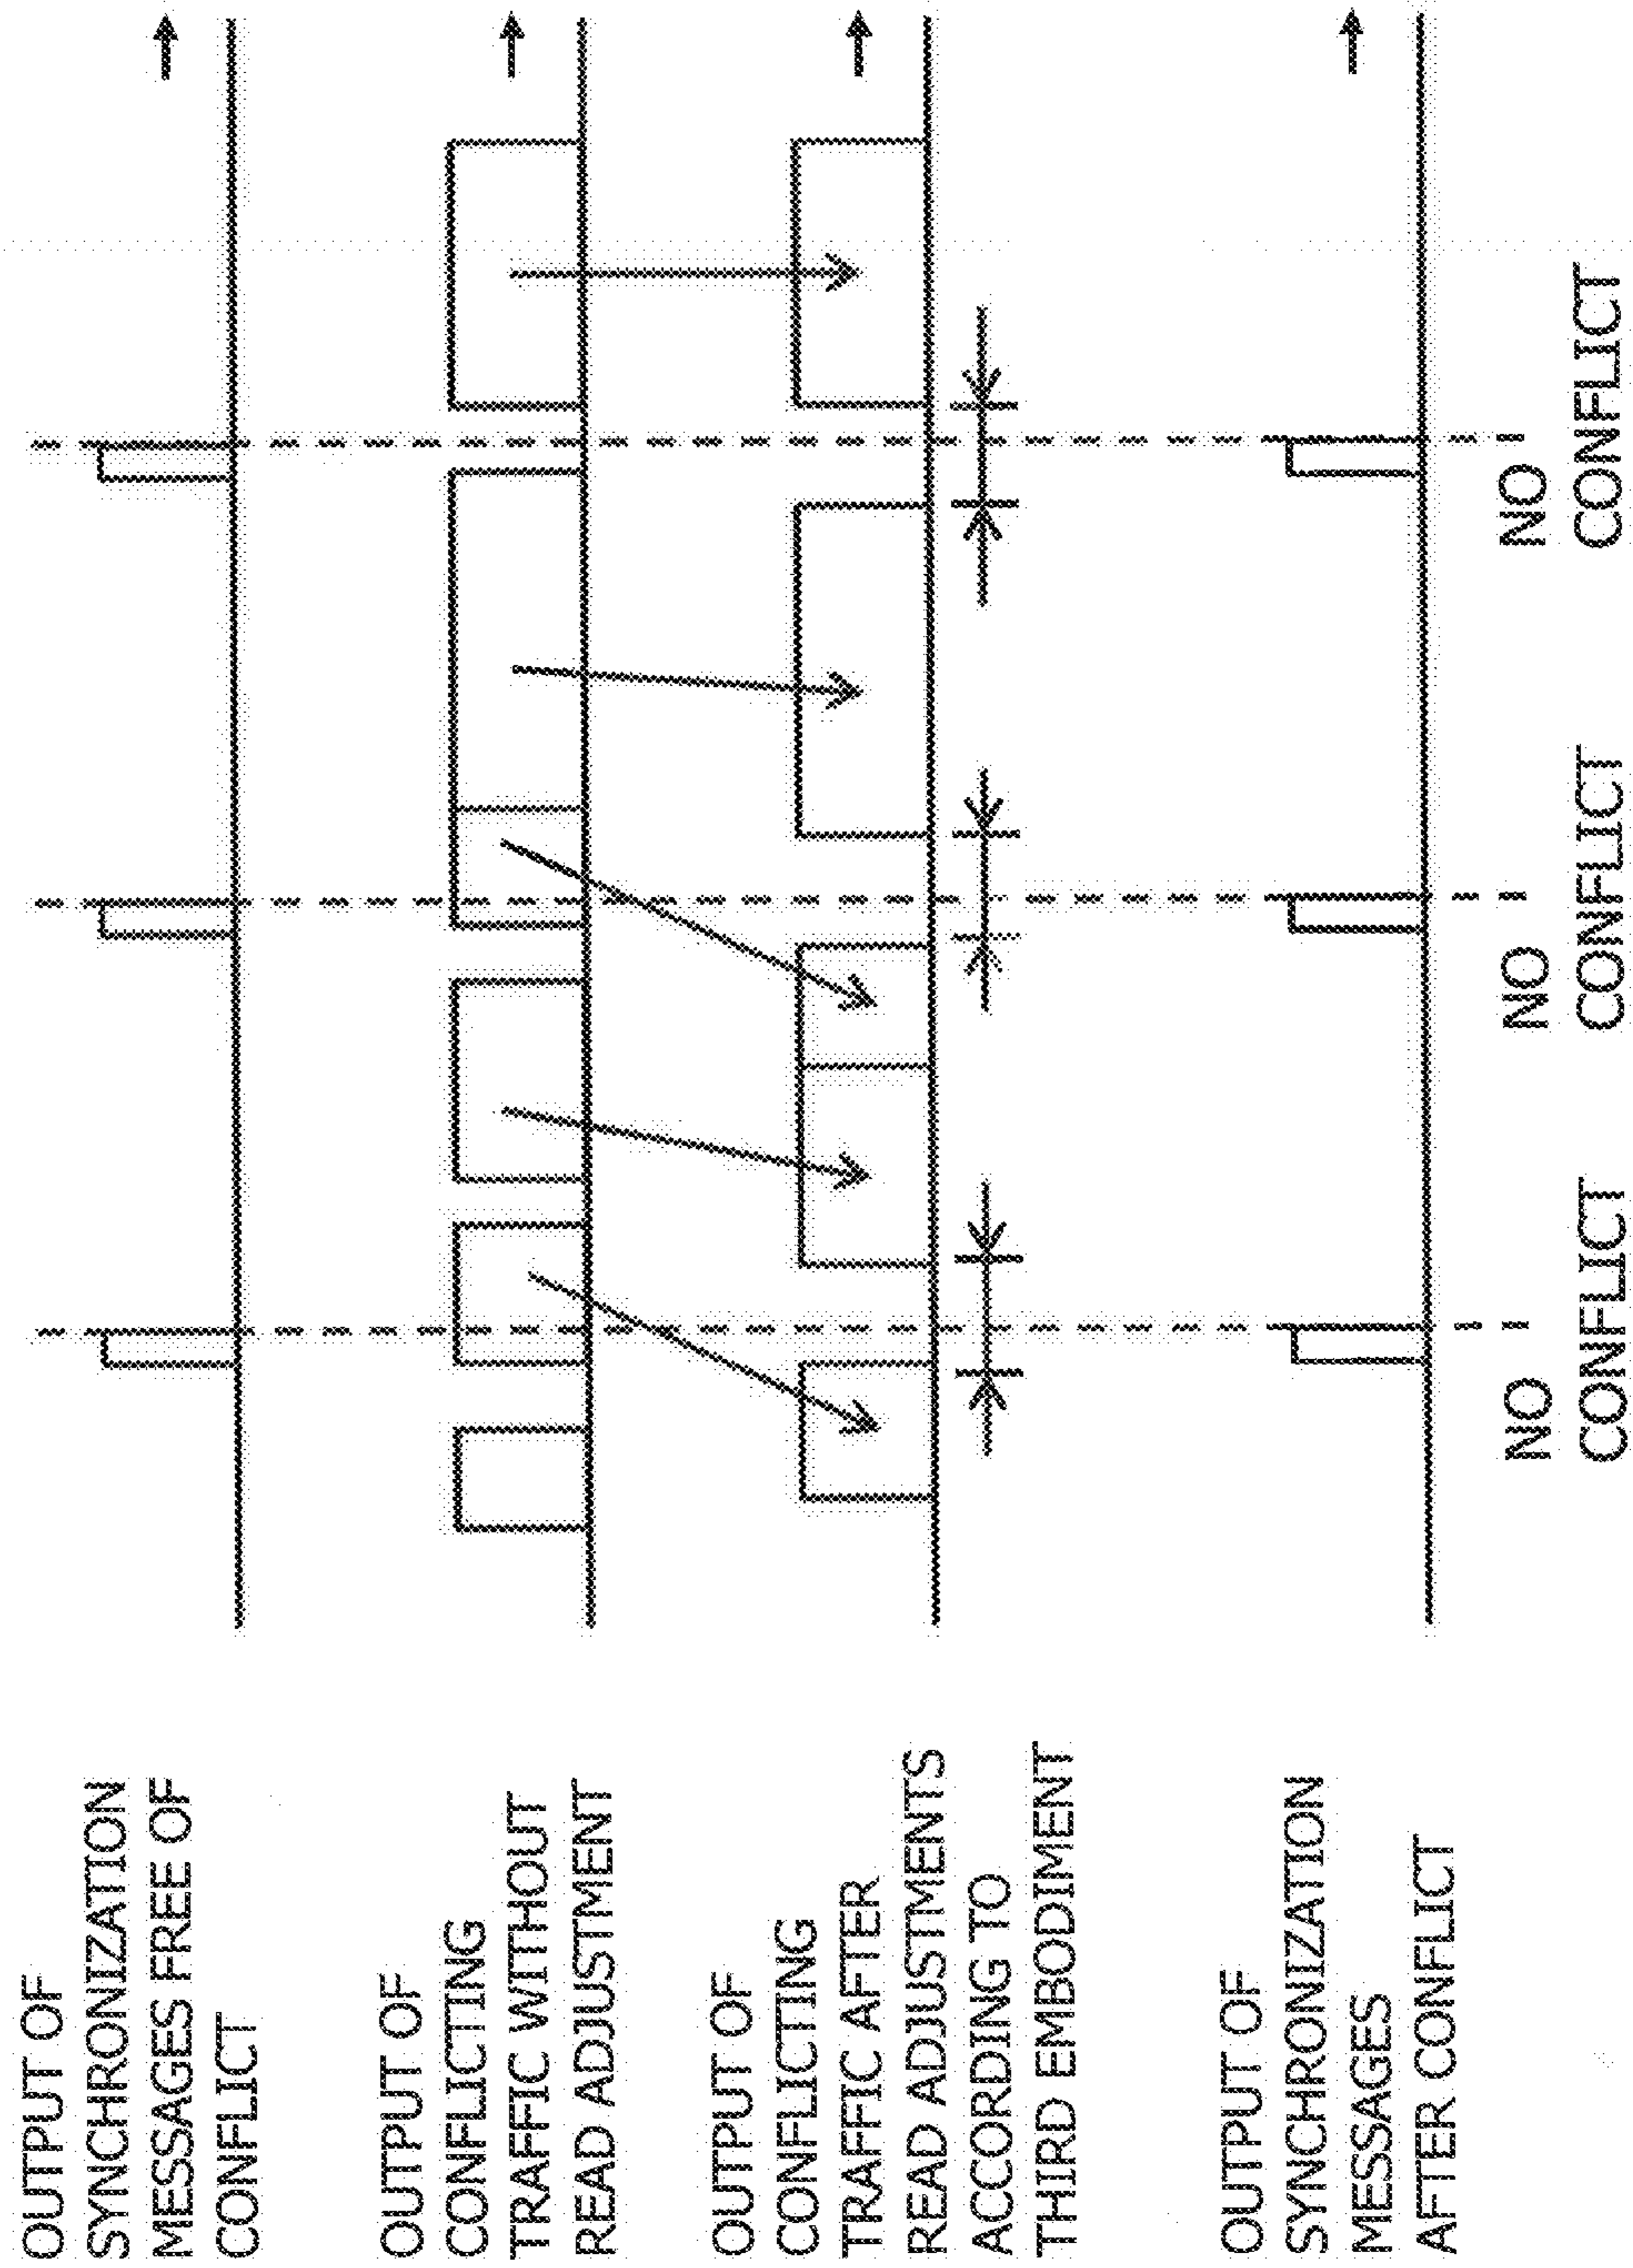 OUTPUT OF
SYNCHRONIZATION
MESSAGES FREE OF
CONFLICT
OUTPUT OF
CONFLICTING
TRAFFIC WITHOUT
READ ADJUSTMENT
OUTPUT OF
CONFLICTING
TRAFFIC AFTER
READ ADJUSTMENTS
ACCORDING TO
THIRD EMBODIMENT
OUTPUT OF
SYNCHRONIZATION
MESSAGES
AFTER CONFLICT
NO
CONFLICT
NO
CONFLICT
NO
CONFLICT